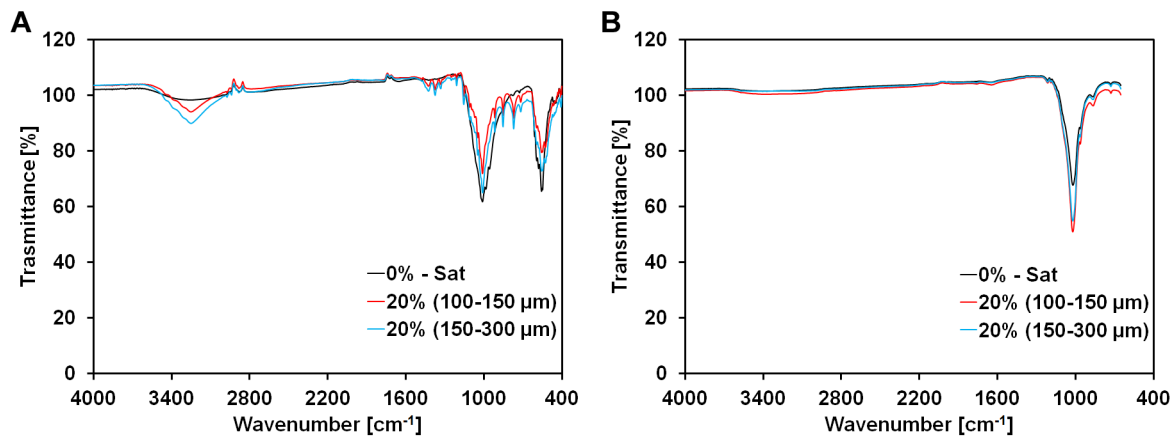 A
B
120
100
80
60
40
20
0
Trasmittance [%]
0% - Sat
20% (100-150 µm)
20% (150-300 µm)
4000 3400 2800 2200 1600 1000 400
Wavenumber [cm⁻¹]
120
100
80
60
40
20
0
Transmittance [%]
0% - Sat
20% (100-150 µm)
20% (150-300 µm)
4000 3400 2800 2200 1600 1000 400
Wavenumber [cm⁻¹]